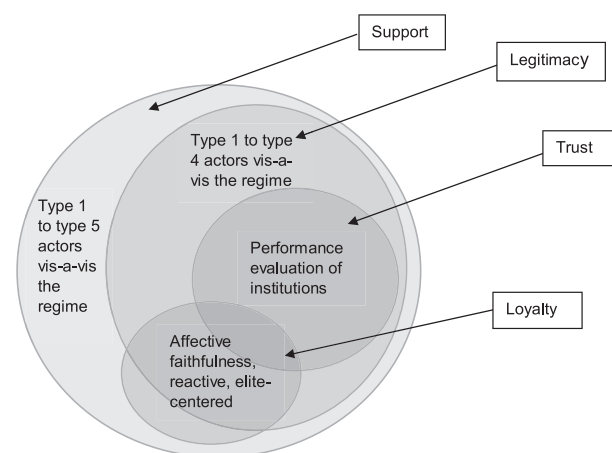 Support
Legitimacy
Type 1 to type
4 actors vis-a-
vis the regime
Trust
Type 1
to type 5
actors
vis-a-vis
the
regime
Performance
evaluation of
institutions
Loyalty
Affective
faithfulness,
reactive, elite-
centered